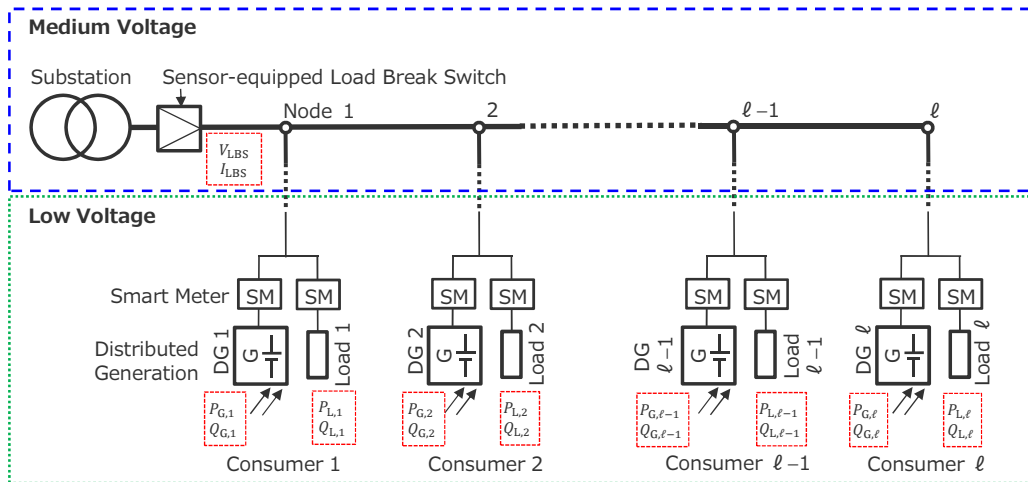 Medium Voltage
Substation
Sensor-equipped Load Break Switch
Node 1
2
ℓ−1
ℓ
V_LBS
I_LBS
Low Voltage
Smart Meter
SM SM SM SM SM SM SM SM
Distributed
Generation
DG 1
G
Load 1
DG 2
G
Load 2
DG
ℓ−1
G
Load
ℓ−1
DG ℓ
G
Load ℓ
P_G,1
Q_G,1
P_L,1
Q_L,1
P_G,2
Q_G,2
P_L,2
Q_L,2
P_G,ℓ−1
Q_G,ℓ−1
P_L,ℓ−1
Q_L,ℓ−1
P_G,ℓ
Q_G,ℓ
P_L,ℓ
Q_L,ℓ
Consumer 1
Consumer 2
Consumer ℓ−1
Consumer ℓ